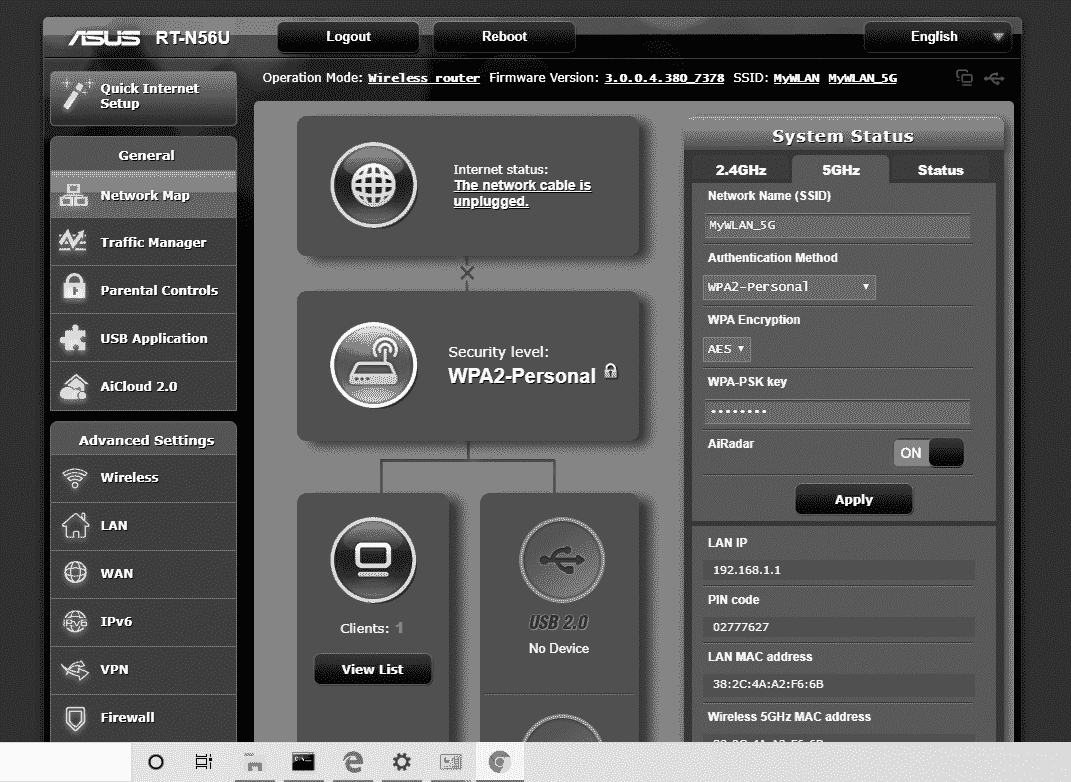 ASUS RT-N56U
Logout
Reboot
English
Quick Internet
Setup
Operation Mode: Wireless router Firmware Version: 3.0.0.4.380_7378 SSID: MyWLAN MyWLAN_5G
General
Network Map
Traffic Manager
Parental Controls
USB Application
AiCloud 2.0
Advanced Settings
Wireless
LAN
WAN
IPv6
VPN
Firewall
Internet status:
The network cable is
unplugged.
Security level:
WPA2-Personal
Clients: 1
View List
USB 2.0
No Device
System Status
2.4GHz
5GHz
Status
Network Name (SSID)
MyWLAN_5G
Authentication Method
WPA2-Personal
WPA Encryption
AES
WPA-PSK key
••••••••
AiRadar
ON
Apply
LAN IP
192.168.1.1
PIN code
02777627
LAN MAC address
38:2C:4A:A2:F6:6B
Wireless 5GHz MAC address